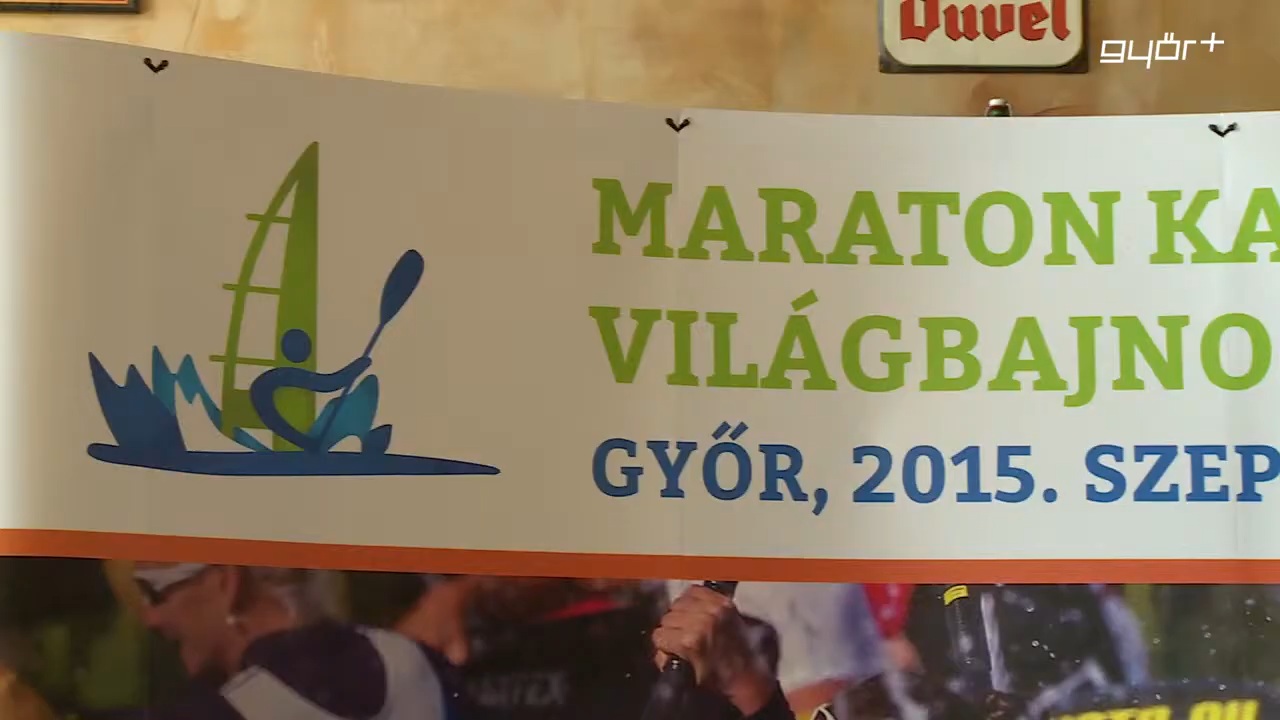 Duvel
győr+
MARATON KA
VILÁGBAJNO
GYŐR, 2015. SZEP